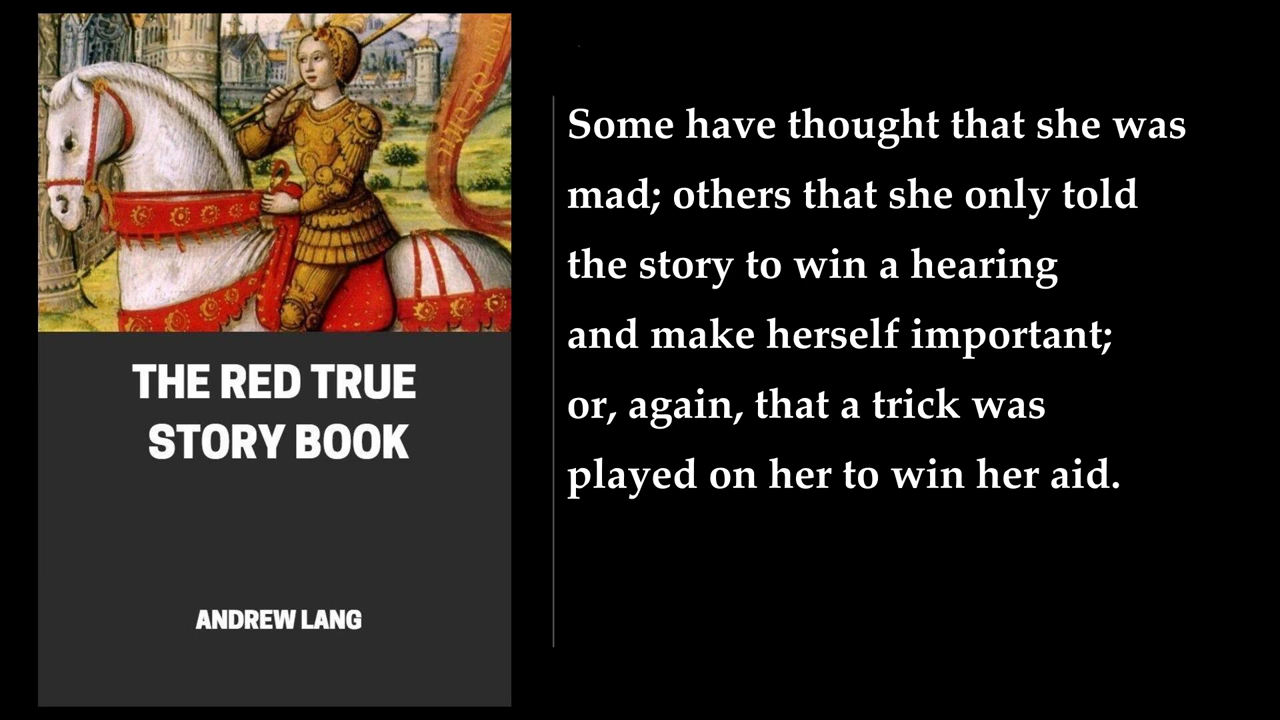 THE RED TRUE
STORY BOOK
ANDREW LANG
Some have thought that she was
mad; others that she only told
the story to win a hearing
and make herself important;
or, again, that a trick was
played on her to win her aid.